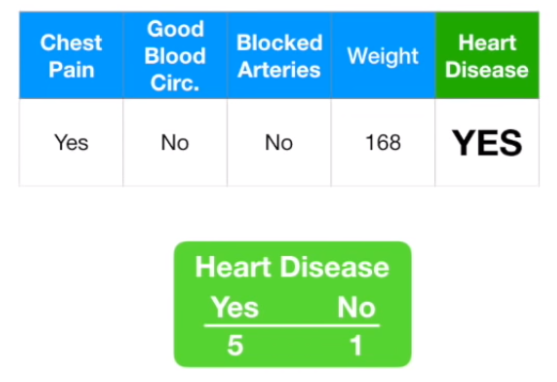 Chest Pain Good Blood Circ. Blocked Arteries Weight Heart Disease
Yes No No 168 YES
Heart Disease
Yes No
5 1